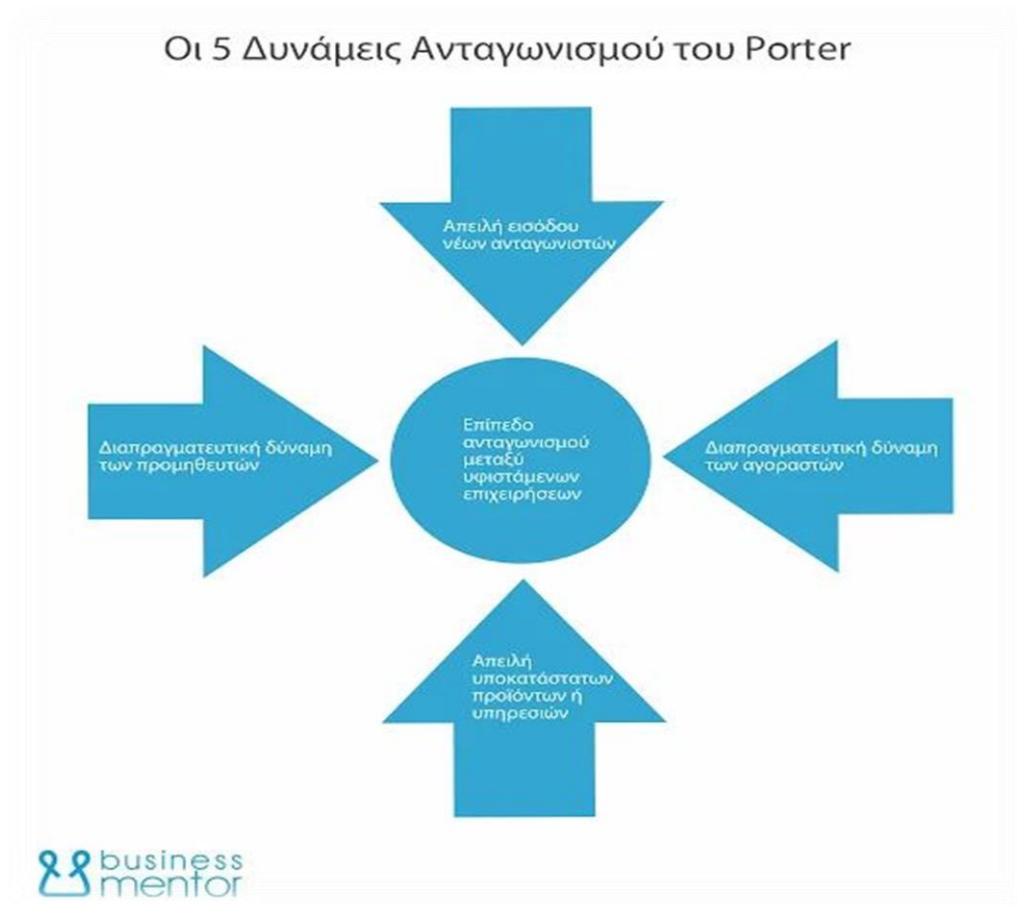 Οι 5 Δυνάμεις Ανταγωνισμού του Porter
Απειλή εισόδου
νέων ανταγωνιστών
Διαπραγματευτική δύναμη
των προμηθευτών
Επίπεδο
ανταγωνισμού
μεταξύ
υφιστάμενων
επιχειρήσεων
Διαπραγματευτική δύναμη
των αγοραστών
Απειλή
υποκατάστατων
προϊόντων ή
υπηρεσιών
business
mentor